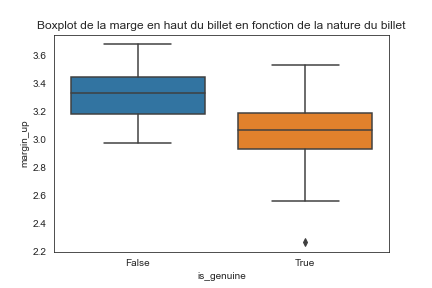 Boxplot de la marge en haut du billet en fonction de la nature du billet
3.6
3.4
3.2
3.0
2.8
2.6
2.4
2.2
margin_up
False
True
is_genuine